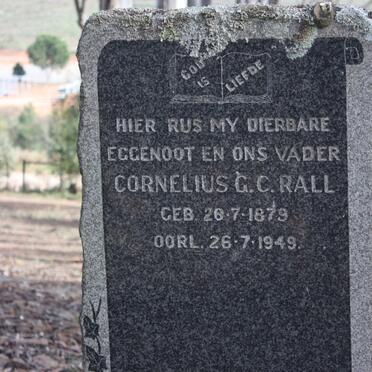 GOD IS LIEFDE
HIER RUS MY DIERBARE
EGGENOOT EN ONS VADER
CORNELIUS G.C. RALL
GEB. 20-7-1879
OORL. 26-7-1949.